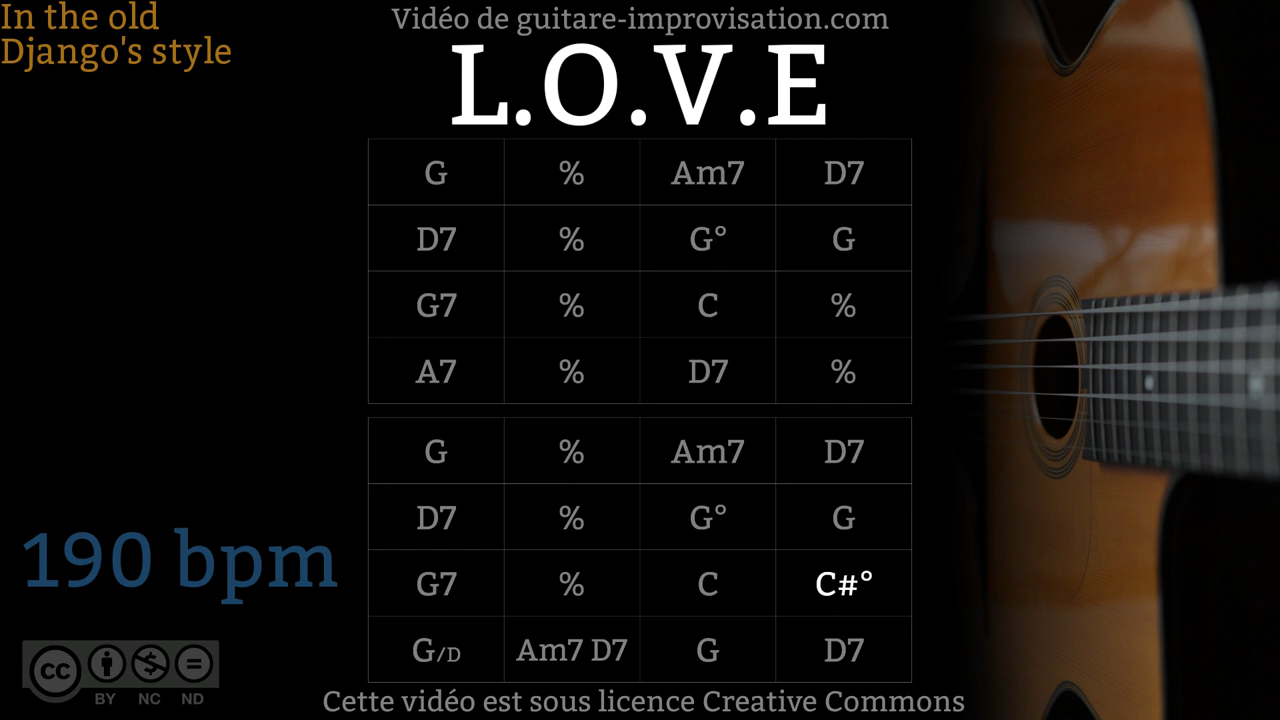 In the old
Django's style
Vidéo de guitare-improvisation.com
L.O.V.E
G % Am7 D7
D7 % G° G
G7 % C %
A7 % D7 %
G % Am7 D7
D7 % G° G
G7 % C C#°
G/D Am7 D7 G D7
190 bpm
cc
BY NC ND
Cette vidéo est sous licence Creative Commons